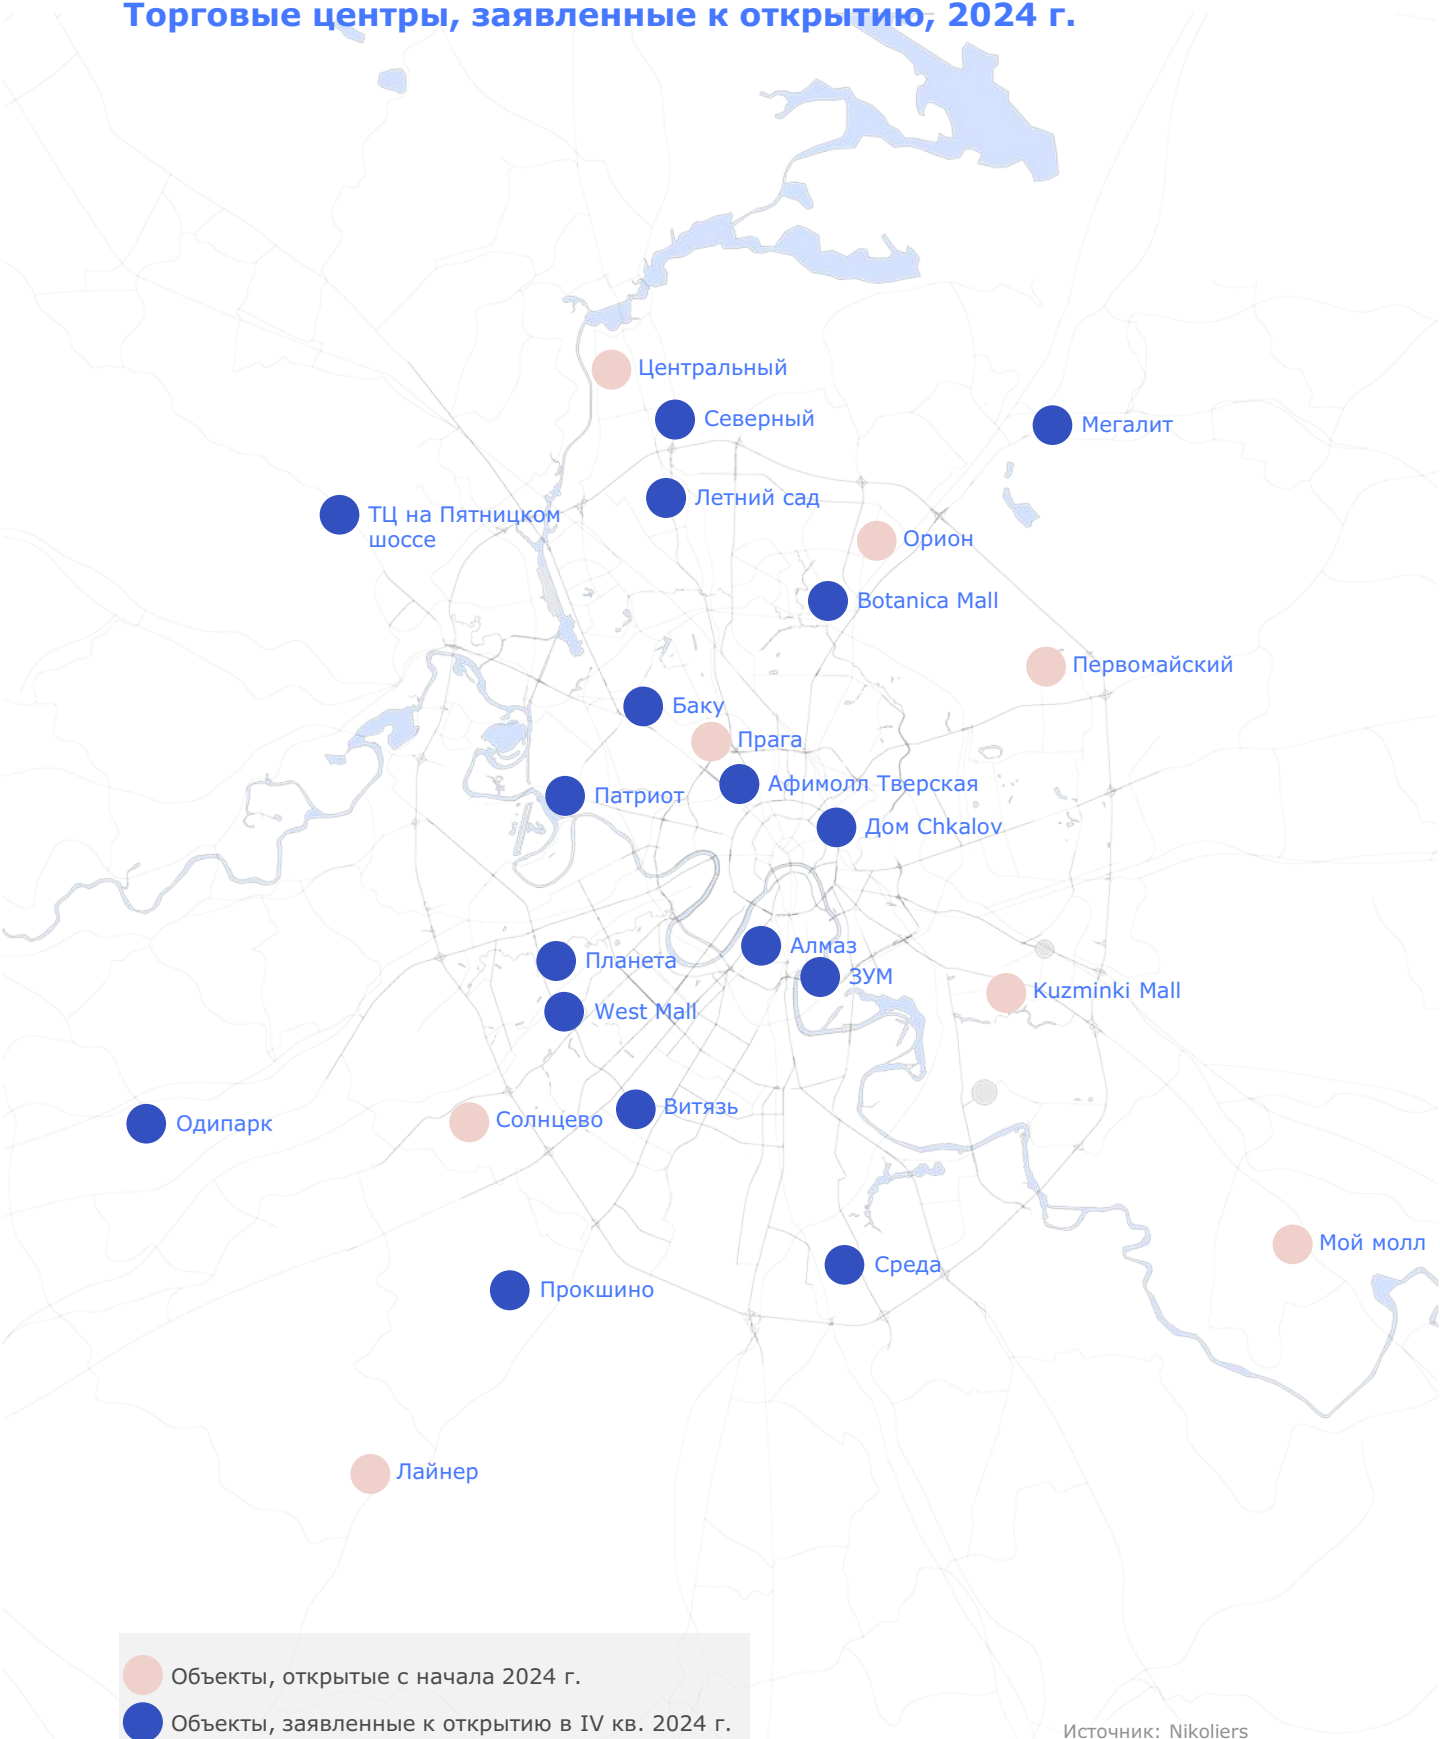 Торговые центры, заявленные к открытию, 2024 г.
Центральный
Северный
Мегалит
Летний сад
ТЦ на Пятницком
шоссе
Орион
Botanica Mall
Первомайский
Баку
Прага
Афимолл Тверская
Патриот
Дом Chkalov
Алмаз
Планета
ЗУМ
Kuzminki Mall
West Mall
Витязь
Солнцево
Одипарк
Мой молл
Среда
Прокшино
Лайнер
Объекты, открытые с начала 2024 г.
Объекты, заявленные к открытию в IV кв. 2024 г.
Источник: Nikoliers